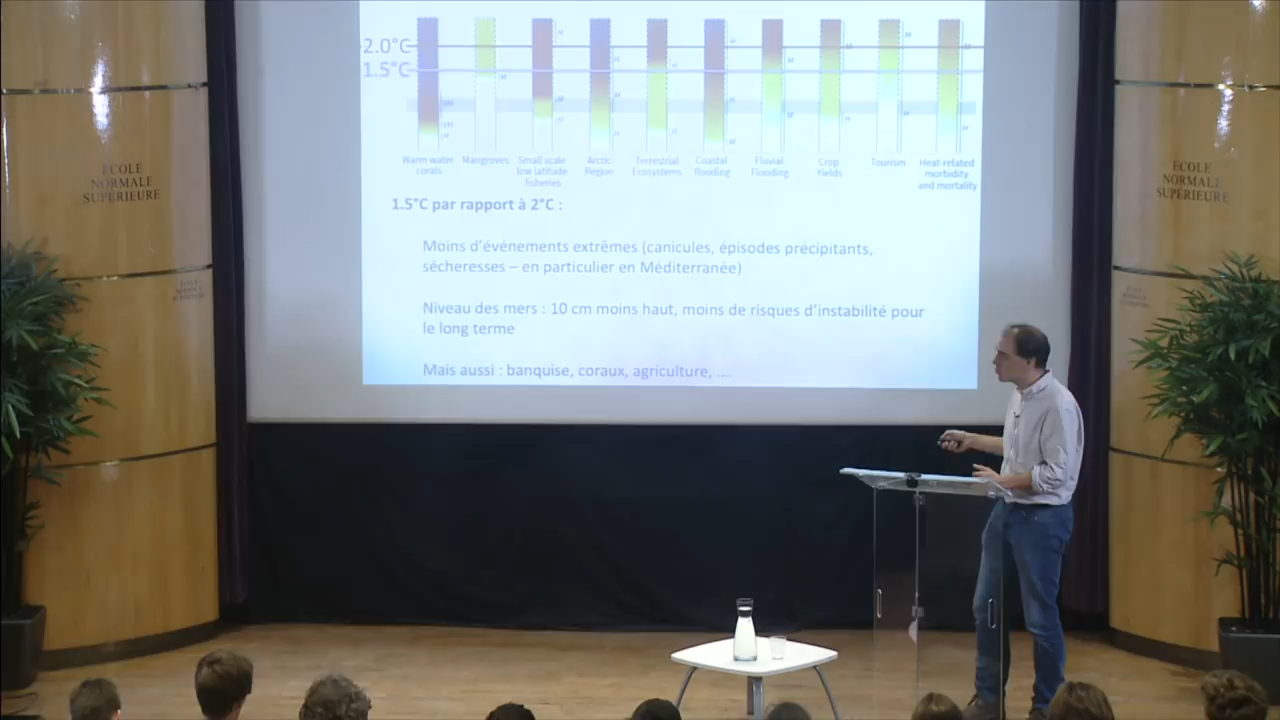 2.0°C
1.5°C
Warm water
corals
Mangroves
Small scale
low latitude
fisheries
Arctic
Region
Terrestrial
Ecosystems
Coastal
flooding
Fluvial
Flooding
Crop
Yields
Tourism
Heat-related
morbidity
and mortality
1.5°C par rapport à 2°C :
Moins d'événements extrêmes (canicules, épisodes précipitants,
sécheresses – en particulier en Méditerranée)
Niveau des mers : 10 cm moins haut, moins de risques d'instabilité pour
le long terme
Mais aussi : banquise, coraux, agriculture, ....
ECOLE
NORMALE
SUPÉRIEURE
ECOLE
NORMALE
SUPÉRIEURE